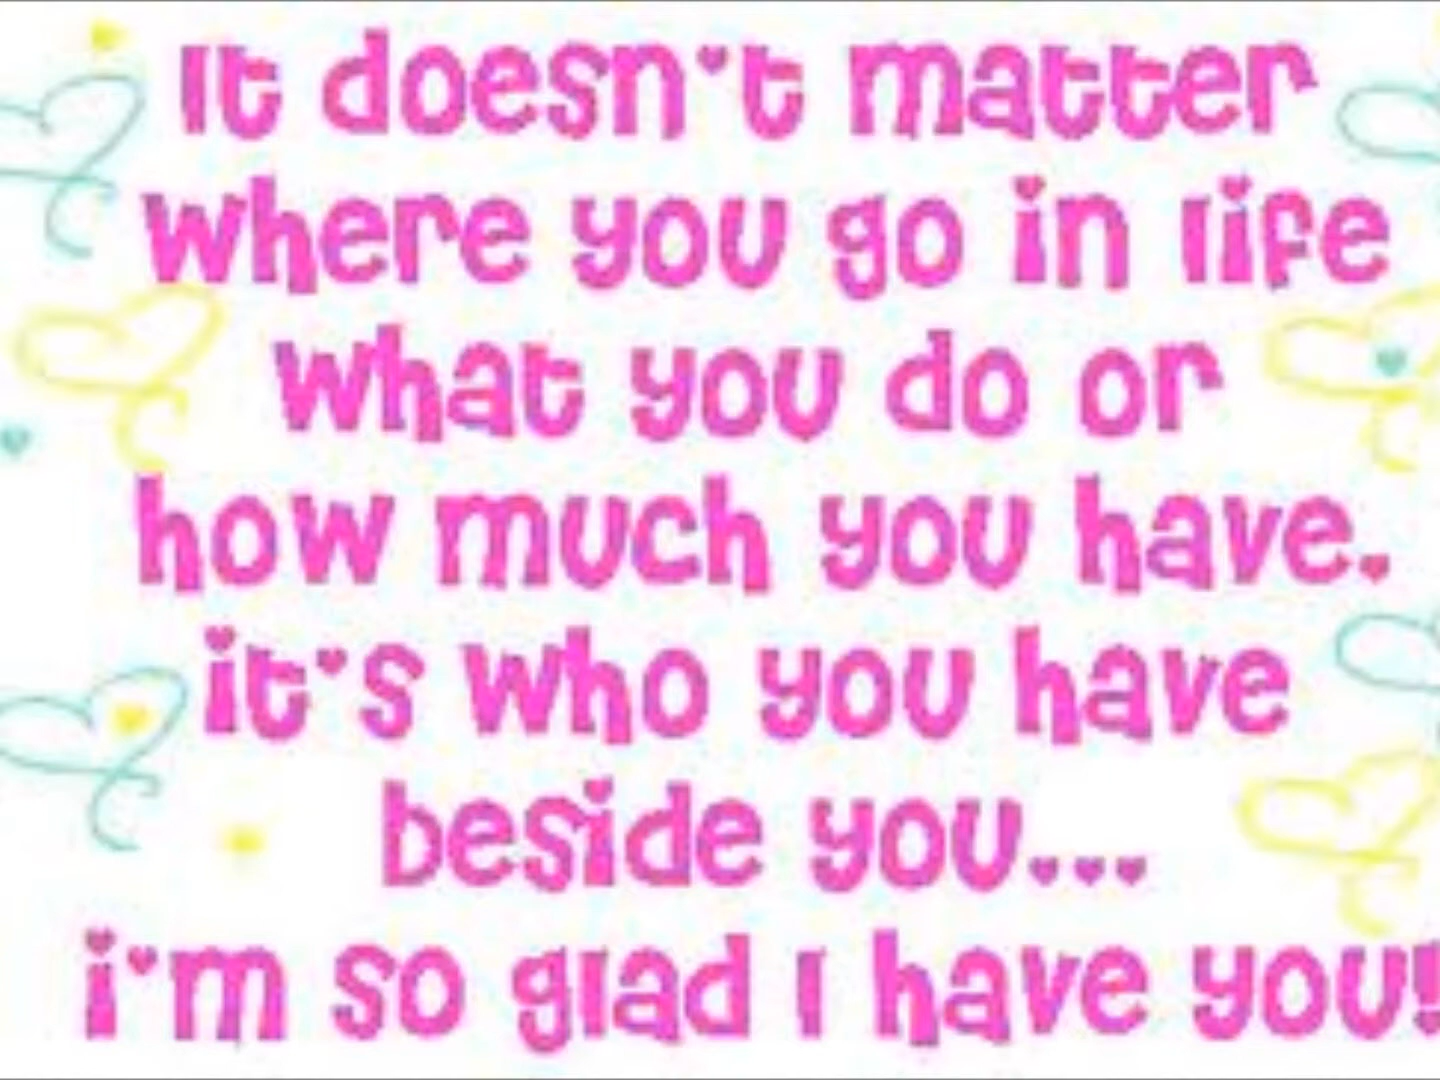 It doesn't matter
where you go in life
what you do or
how much you have.
it's who you have
beside you...
i'm so glad I have you!